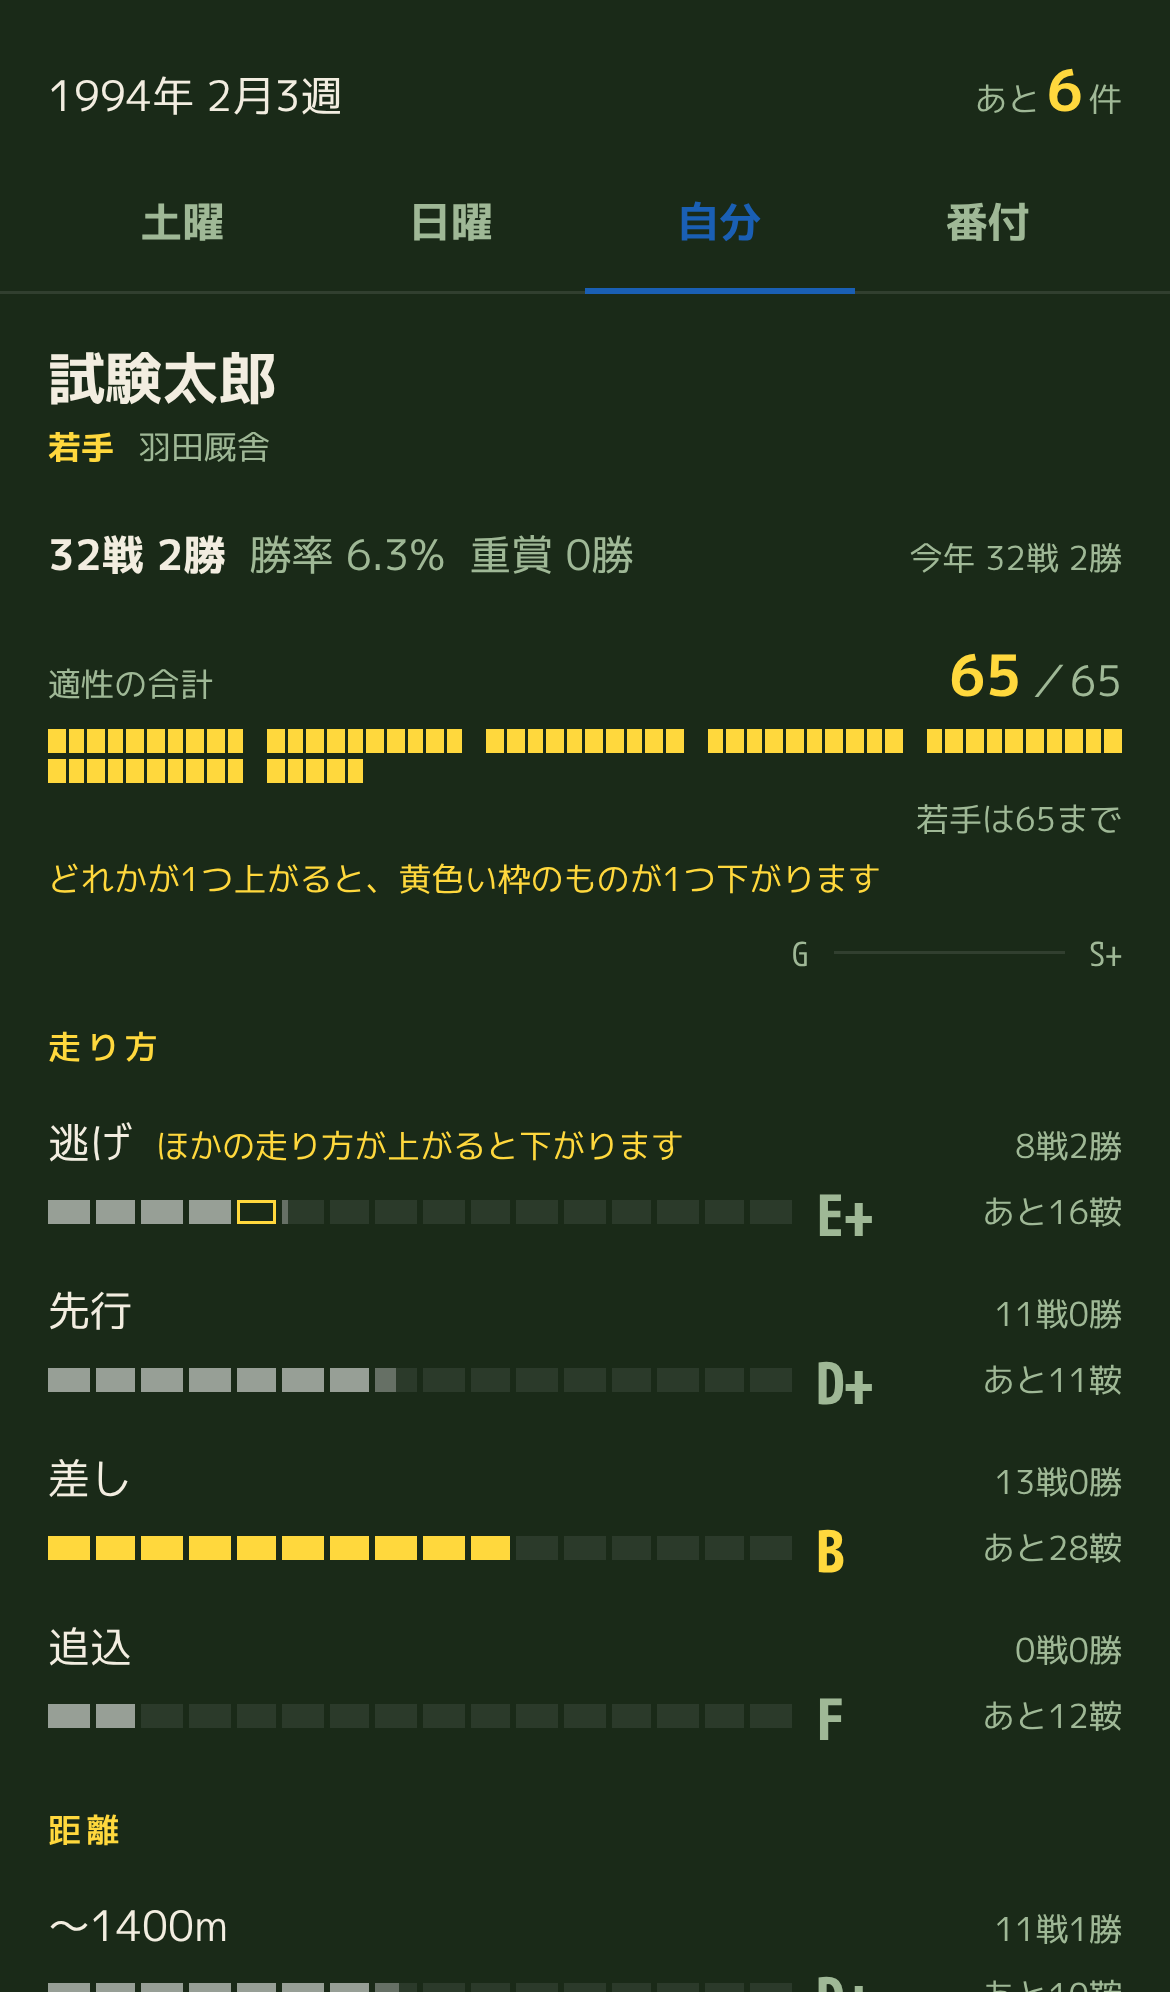 1994年 2月3週
あと6件
土曜 日曜 自分 番付
試験太郎
若手 羽田厩舎
32戦 2勝 勝率 6.3% 重賞 0勝 今年 32戦 2勝
適性の合計 65／65
若手は65まで
どれかが1つ上がると、黄色い枠のものが1つ下がります
G S+
走り方
逃げ ほかの走り方が上がると下がります 8戦2勝
E+ あと16鞍
先行 11戦0勝
D+ あと11鞍
差し 13戦0勝
B あと28鞍
追込 0戦0勝
F あと12鞍
距離
〜1400m 11戦1勝